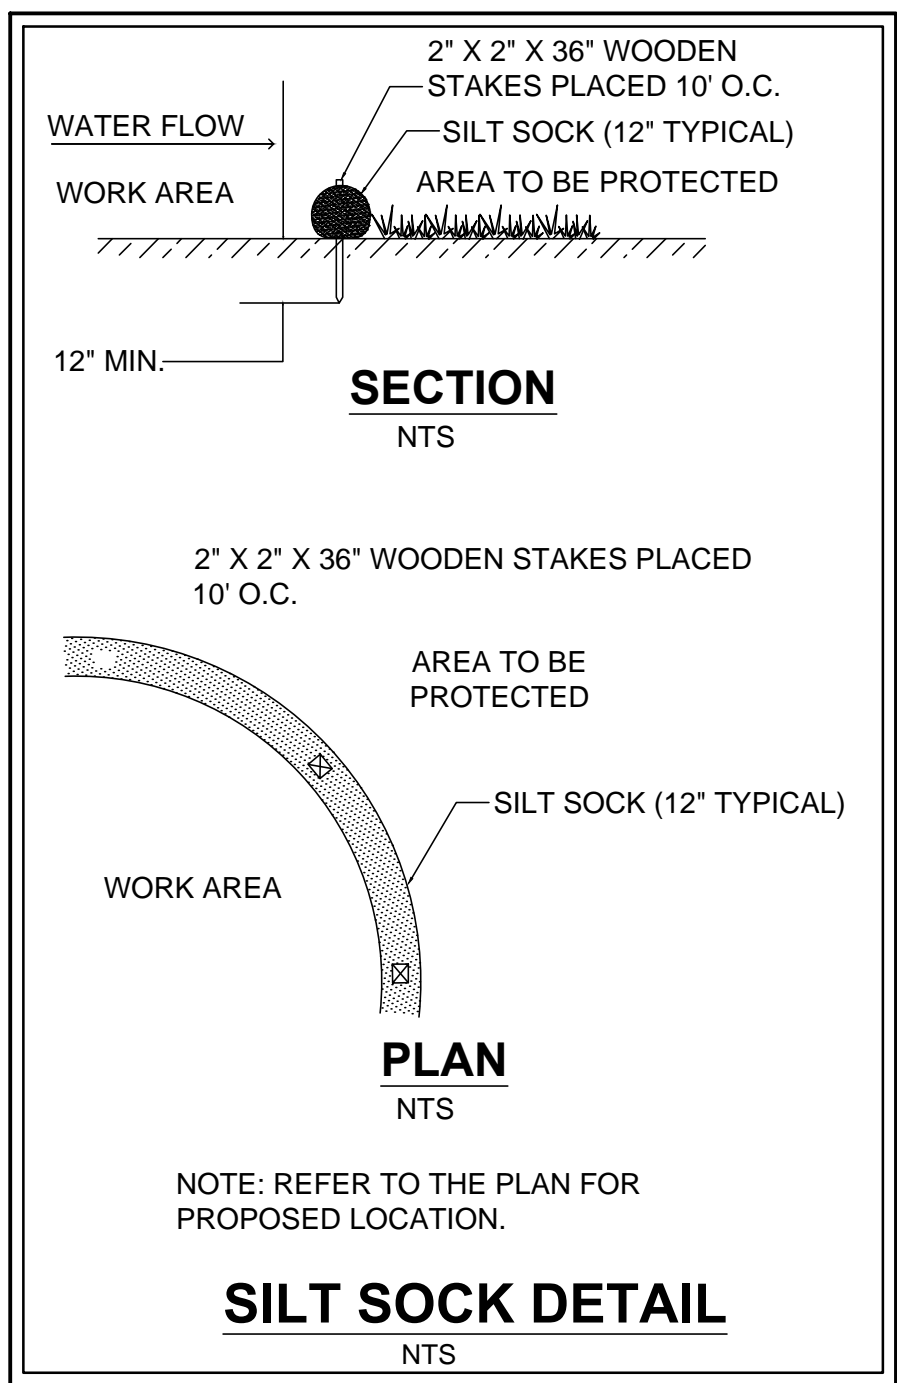 2" X 2" X 36" WOODEN
STAKES PLACED 10' O.C.
WATER FLOW
SILT SOCK (12" TYPICAL)
WORK AREA
AREA TO BE PROTECTED
12" MIN.
SECTION
NTS
2" X 2" X 36" WOODEN STAKES PLACED
10' O.C.
AREA TO BE
PROTECTED
SILT SOCK (12" TYPICAL)
WORK AREA
PLAN
NTS
NOTE: REFER TO THE PLAN FOR
PROPOSED LOCATION.
SILT SOCK DETAIL
NTS